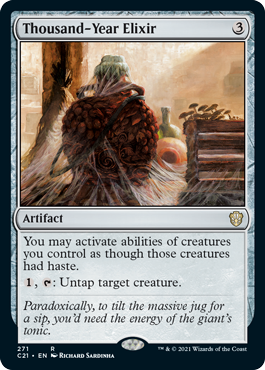 Thousand-Year Elixir 3
Artifact
You may activate abilities of creatures
you control as though those creatures
had haste.
1, T: Untap target creature.
Paradoxically, to tilt the massive jug for
a sip, you'd need the energy of the giant's
tonic.
271 R
C21 • EN Richard Sardinha
™ & © 2021 Wizards of the Coast